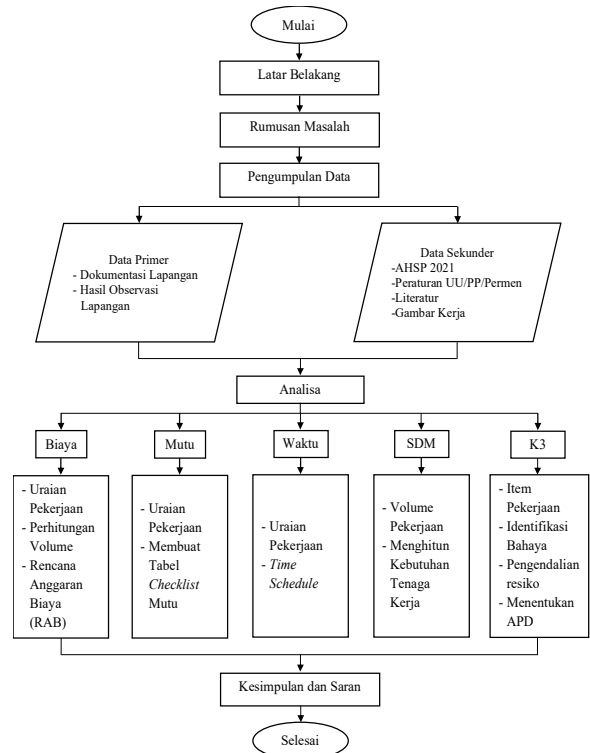 Mulai
Latar Belakang
Rumusan Masalah
Pengumpulan Data
Data Primer
- Dokumentasi Lapangan
- Hasil Observasi
Lapangan
Data Sekunder
-AHSP 2021
-Peraturan UU/PP/Permen
-Literatur
-Gambar Kerja
Analisa
Biaya
Mutu
Waktu
SDM
K3
- Uraian
Pekerjaan
- Perhitungan
Volume
- Rencana
Anggaran
Biaya
(RAB)
- Uraian
Pekerjaan
- Membuat
Tabel
Checklist
Mutu
- Uraian
Pekerjaan
- Time
Schedule
- Volume
Pekerjaan
- Menghitun
Kebutuhan
Tenaga
Kerja
- Item
Pekerjaan
- Identifikasi
Bahaya
- Pengendalian
resiko
- Menentukan
APD
Kesimpulan dan Saran
Selesai